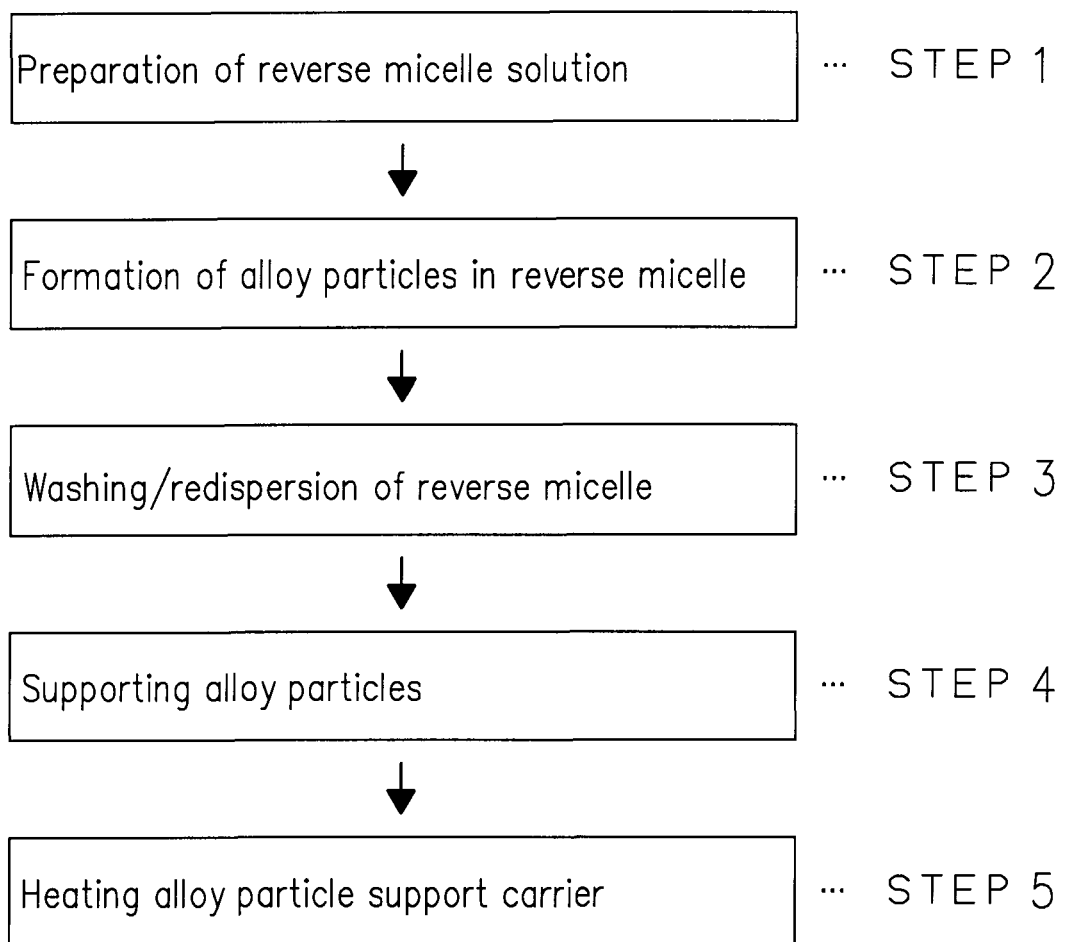 Preparation of reverse micelle solution ... STEP 1
Formation of alloy particles in reverse micelle ... STEP 2
Washing/redispersion of reverse micelle ... STEP 3
Supporting alloy particles ... STEP 4
Heating alloy particle support carrier ... STEP 5